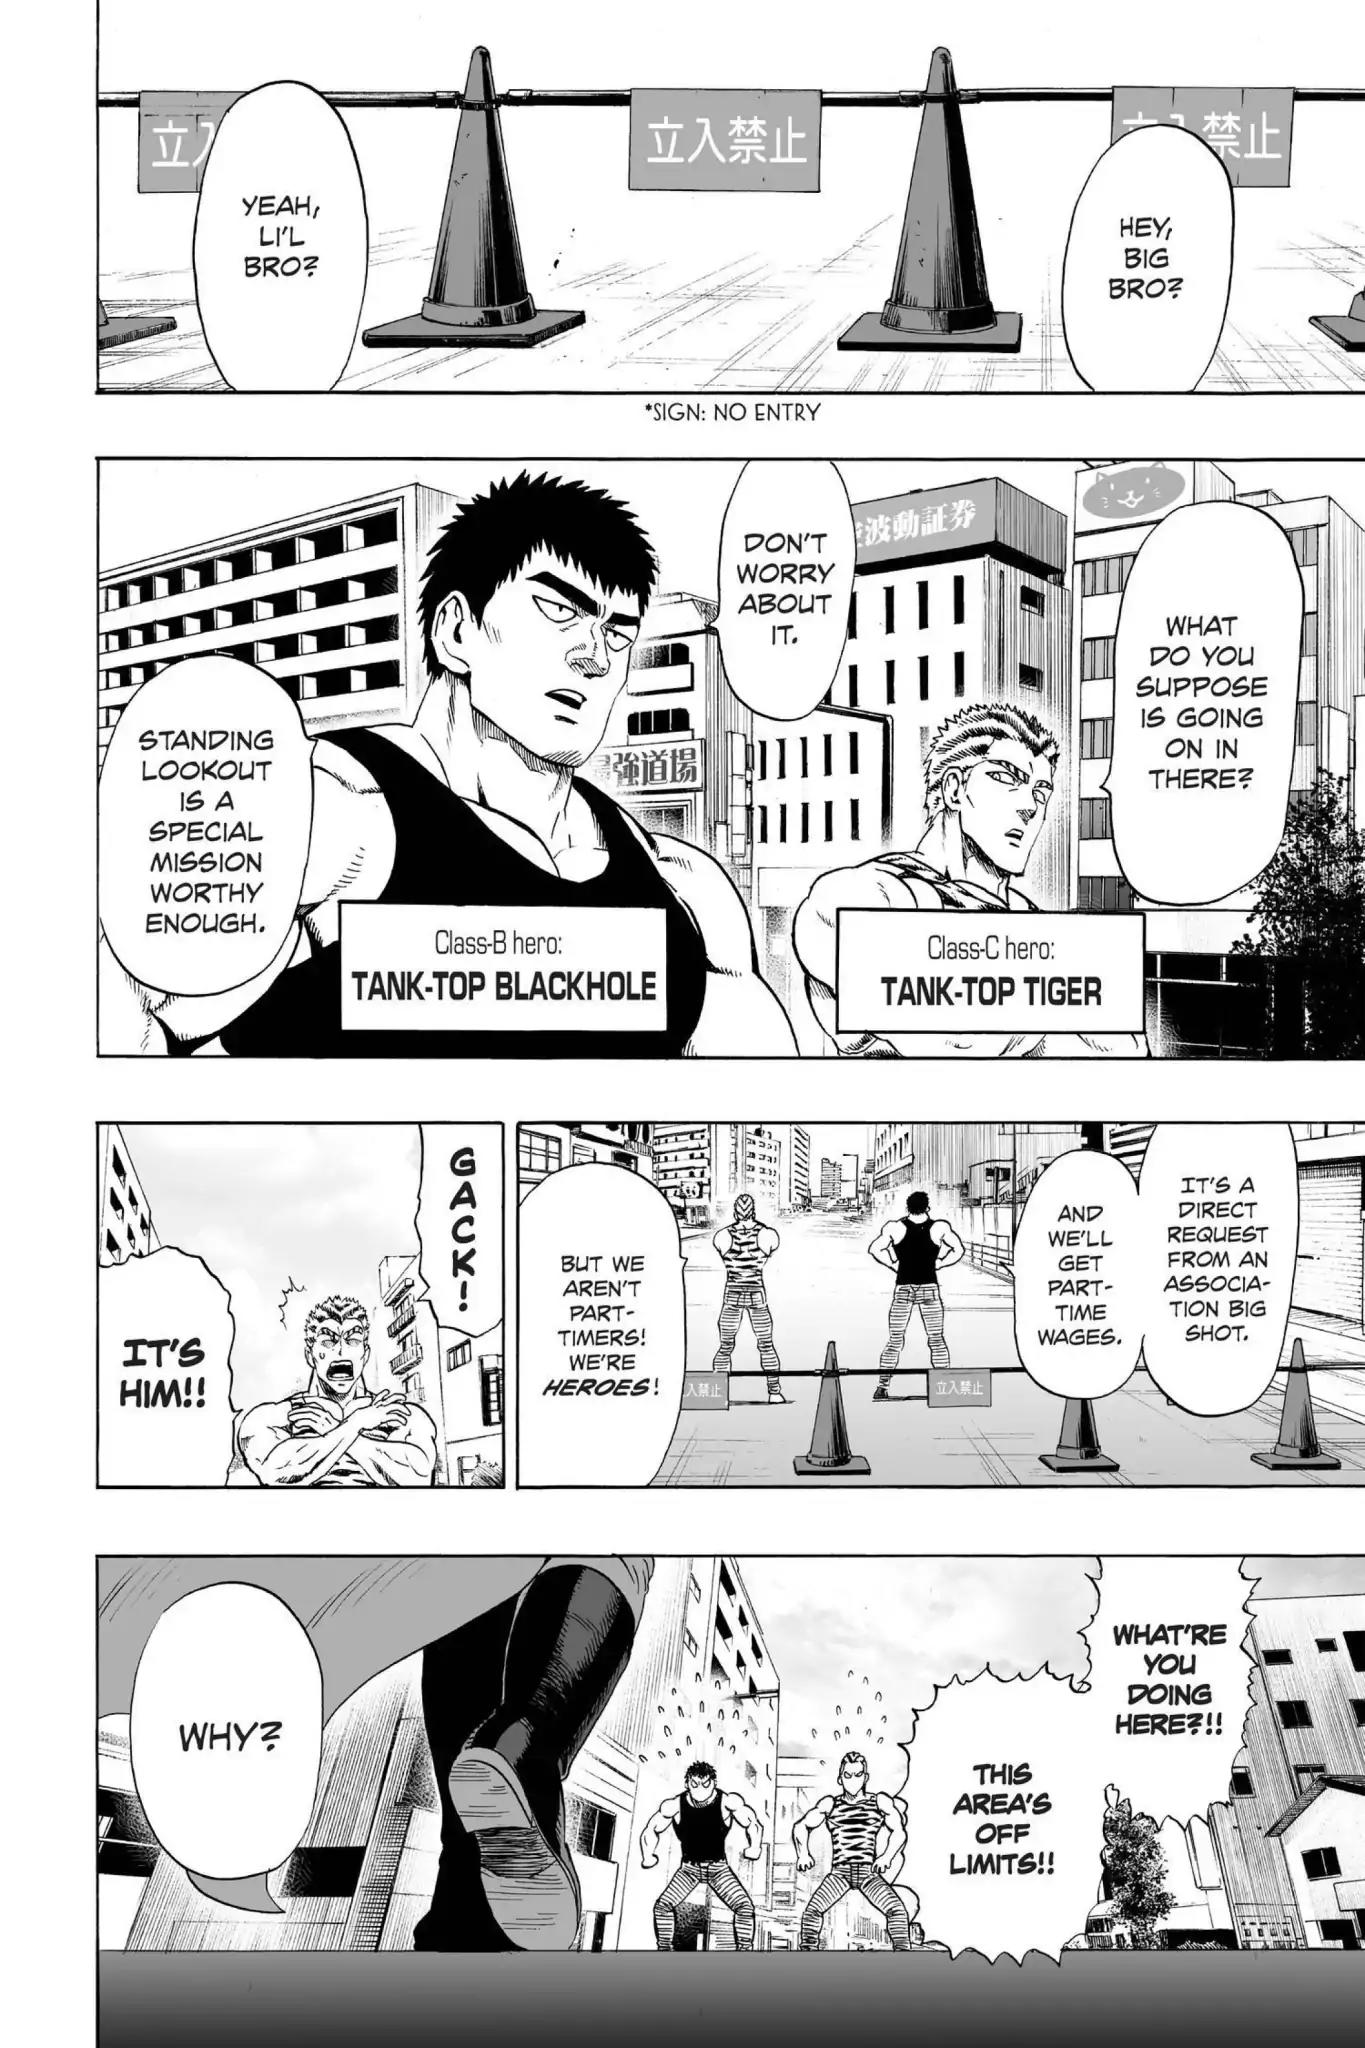 立入禁止
立入禁止
HEY,
BIG
BRO?
YEAH,
LI'L
BRO?
*SIGN: NO ENTRY
波動証券
強道場
WHAT
DO YOU
SUPPOSE
IS GOING
ON IN
THERE?
DON'T
WORRY
ABOUT
IT.
STANDING
LOOKOUT
IS A
SPECIAL
MISSION
WORTHY
ENOUGH.
Class-C hero:
TANK-TOP TIGER
Class-B hero:
TANK-TOP BLACKHOLE
IT'S A
DIRECT
REQUEST
FROM AN
ASSOCIA-
TION BIG
SHOT.
AND
WE'LL
GET
PART-
TIME
WAGES.
立入禁止
入禁止
BUT WE
AREN'T
PART-
TIMERS!
WE'RE
HEROES!
GACK!
IT'S
HIM!!
WHAT'RE
YOU
DOING
HERE?!!
THIS
AREA'S
OFF
LIMITS!!
WHY?